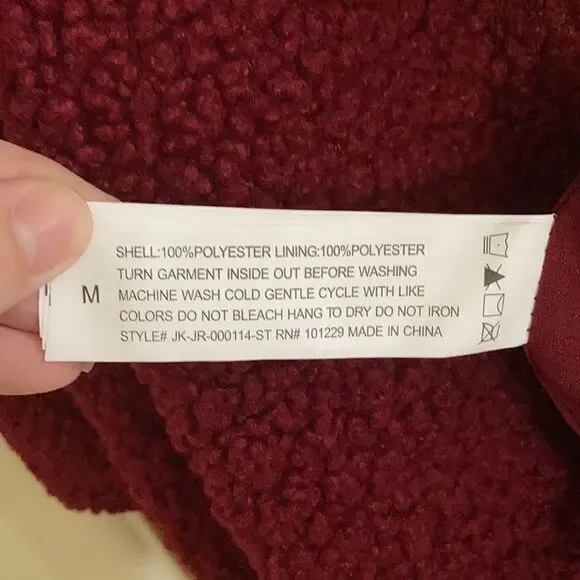 SHELL:100%POLYESTER LINING:100%POLYESTER
TURN GARMENT INSIDE OUT BEFORE WASHING
M
MACHINE WASH COLD GENTLE CYCLE WITH LIKE
COLORS DO NOT BLEACH HANG TO DRY DO NOT IRON
STYLE# JK-JR-000114-ST RN# 101229 MADE IN CHINA